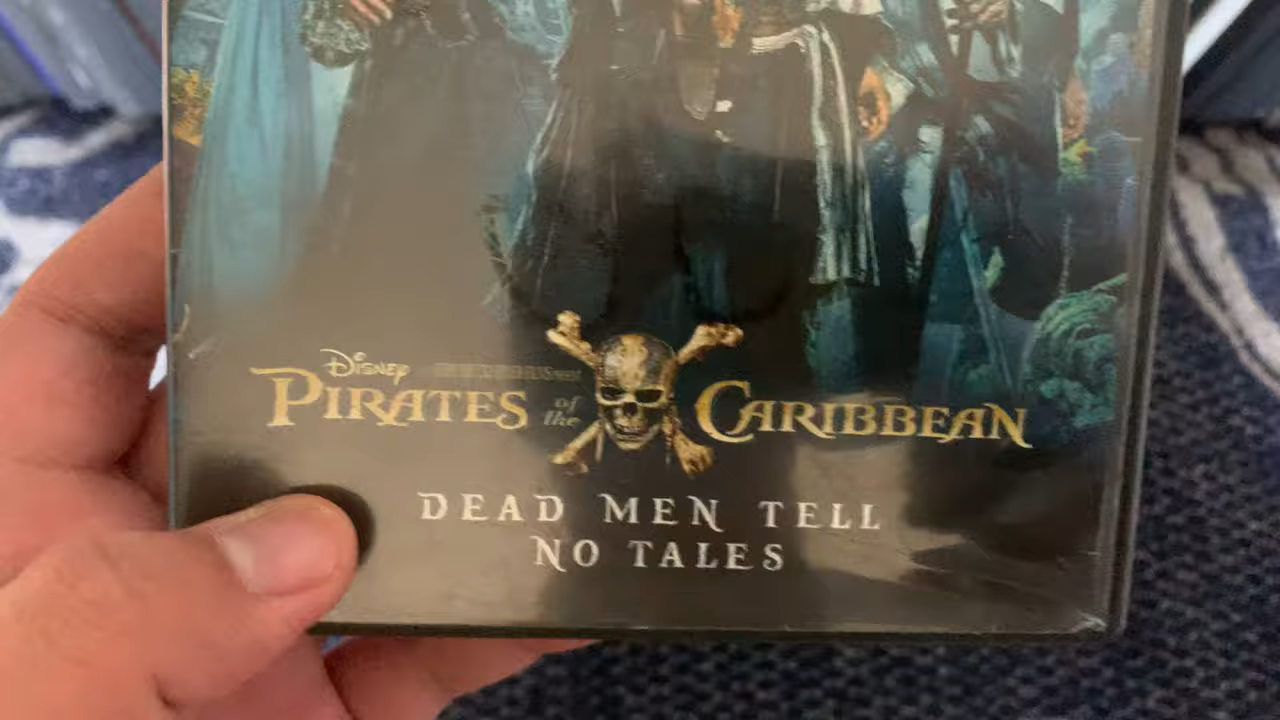 Disney
PIRATES of the CARIBBEAN
DEAD MEN TELL
NO TALES